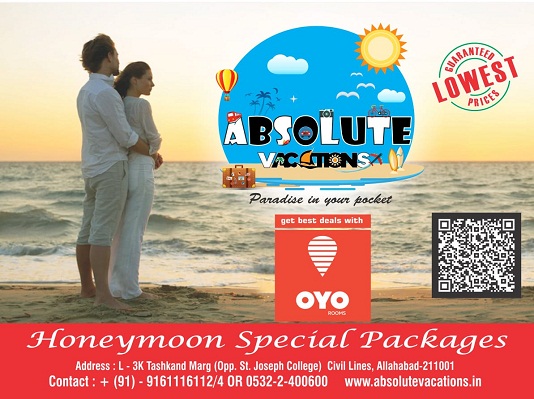 GUARANTEED
LOWEST
PRICES
ABSOLUTE
VACATIONS
Paradise in your pocket
get best deals with
OYO
ROOMS
Honeymoon Special Packages
Address : L - 3K Tashkand Marg (Opp. St. Joseph College) Civil Lines, Allahabad-211001
Contact : + (91) - 9161116112/4 OR 0532-2-400600 www.absolutevacations.in